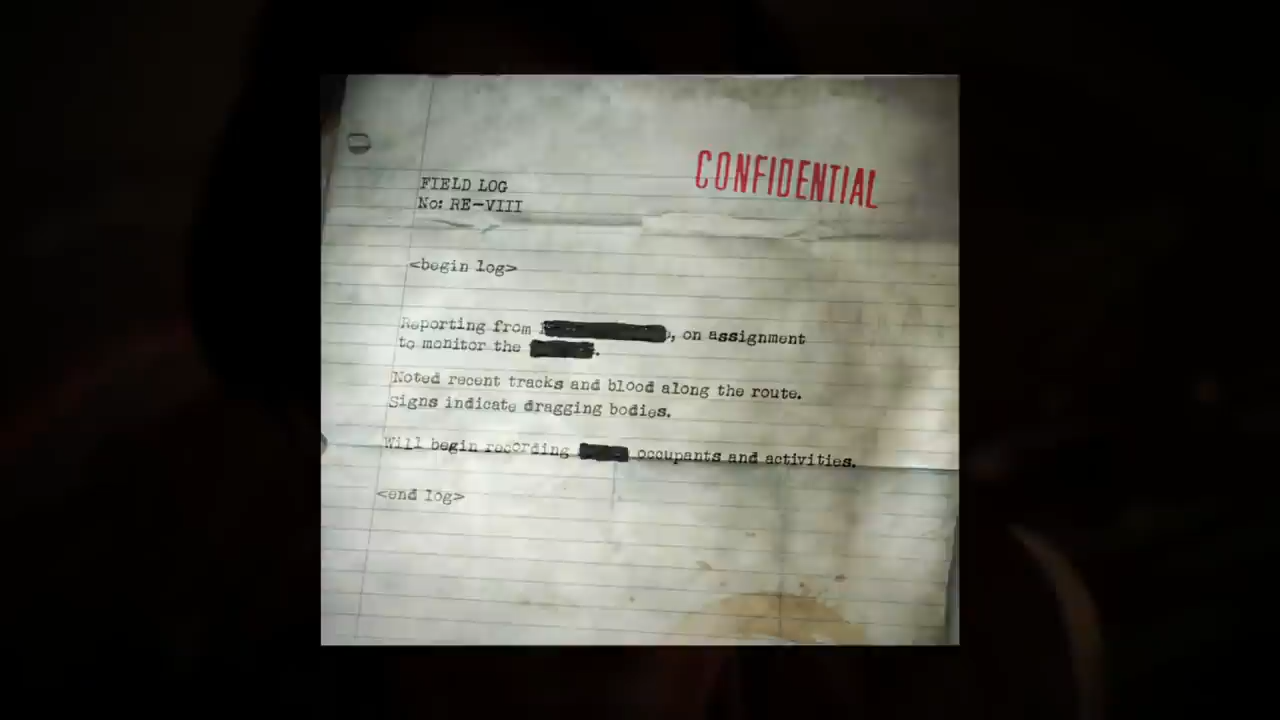 CONFIDENTIAL
FIELD LOG
No: RE-VIII
<begin log>
Reporting from , on assignment
to monitor the .
Noted recent tracks and blood along the route.
Signs indicate dragging bodies.
Will begin recording occupants and activities.
<end log>